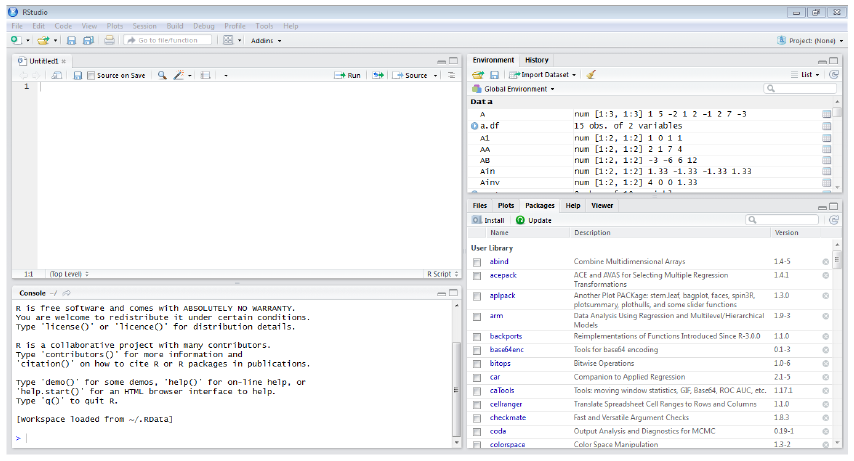 RStudio
File Edit Code View Plots Session Build Debug Profile Tools Help
Go to file/function Addins Project: (None)
Untitled1
Source on Save Run Source
1
1:1 (Top Level) R Script
Console ~/
R is free software and comes with ABSOLUTELY NO WARRANTY.
You are welcome to redistribute it under certain conditions.
Type 'license()' or 'licence()' for distribution details.
R is a collaborative project with many contributors.
Type 'contributors()' for more information and
'citation()' on how to cite R or R packages in publications.
Type 'demo()' for some demos, 'help()' for on-line help, or
'help.start()' for an HTML browser interface to help.
Type 'q()' to quit R.
[Workspace loaded from ~/.RData]
>
Environment History
Import Dataset List
Global Environment
Data
A num [1:3, 1:3] 1 5 -2 1 2 -1 2 7 -3
a.df 15 obs. of 2 variables
A1 num [1:2, 1:2] 1 0 1 1
AA num [1:2, 1:2] 2 1 7 4
AB num [1:2, 1:2] -3 -6 6 12
Ain num [1:2, 1:2] 1.33 -1.33 -1.33 1.33
Ainv num [1:2, 1:2] 4 0 0 1.33
Files Plots Packages Help Viewer
Install Update
Name Description Version
User Library
abind Combine Multidimensional Arrays 1.4-5
acepack ACE and AVAS for Selecting Multiple Regression 1.4.1
Transformations
aplpack Another Plot PACKage: stem.leaf, bagplot, faces, spin3R, 1.3.0
plotsummary, plothulls, and some slider functions
arm Data Analysis Using Regression and Multilevel/Hierarchical 1.9-3
Models
backports Reimplementations of Functions Introduced Since R-3.0.0 1.1.0
base64enc Tools for base64 encoding 0.1-3
bitops Bitwise Operations 1.0-6
car Companion to Applied Regression 2.1-5
caTools Tools: moving window statistics, GIF, Base64, ROC AUC, etc. 1.17.1
cellranger Translate Spreadsheet Cell Ranges to Rows and Columns 1.1.0
checkmate Fast and Versatile Argument Checks 1.8.3
coda Output Analysis and Diagnostics for MCMC 0.19-1
colorspace Color Space Manipulation 1.3-2